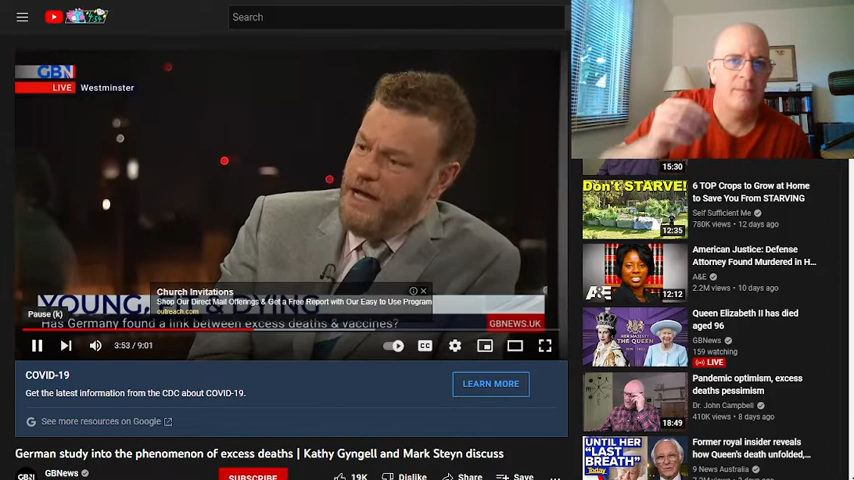 Search
GBN
LIVE Westminster
Church Invitations
Shop Our Direct Mail Offerings & Get a Free Report with Our Easy to Use Program
outreach.com
YOUNG,
DYING
Pause (k)
Has Germany found a link between excess deaths & vaccines?
GBNEWS.UK
3:53 / 9:01
CC
COVID-19
Get the latest information from the CDC about COVID-19.
LEARN MORE
See more resources on Google
German study into the phenomenon of excess deaths | Kathy Gyngell and Mark Steyn discuss
GBN
GBNews
SUBSCRIBE
19K
Dislike
Share
Save
15:30
Don't STARVE!
12:35
6 TOP Crops to Grow at Home
to Save You From STARVING
Self Sufficient Me
780K views • 12 days ago
A&E
12:12
American Justice: Defense
Attorney Found Murdered in H...
A&E
2.2M views • 10 days ago
THE QUEEN
Queen Elizabeth II has died
aged 96
GBNews
159 watching
LIVE
18:49
Pandemic optimism, excess
deaths pessimism
Dr. John Campbell
410K views • 8 days ago
UNTIL HER
"LAST
BREATH"
Today
Former royal insider reveals
how Queen's death unfolded,...
9 News Australia